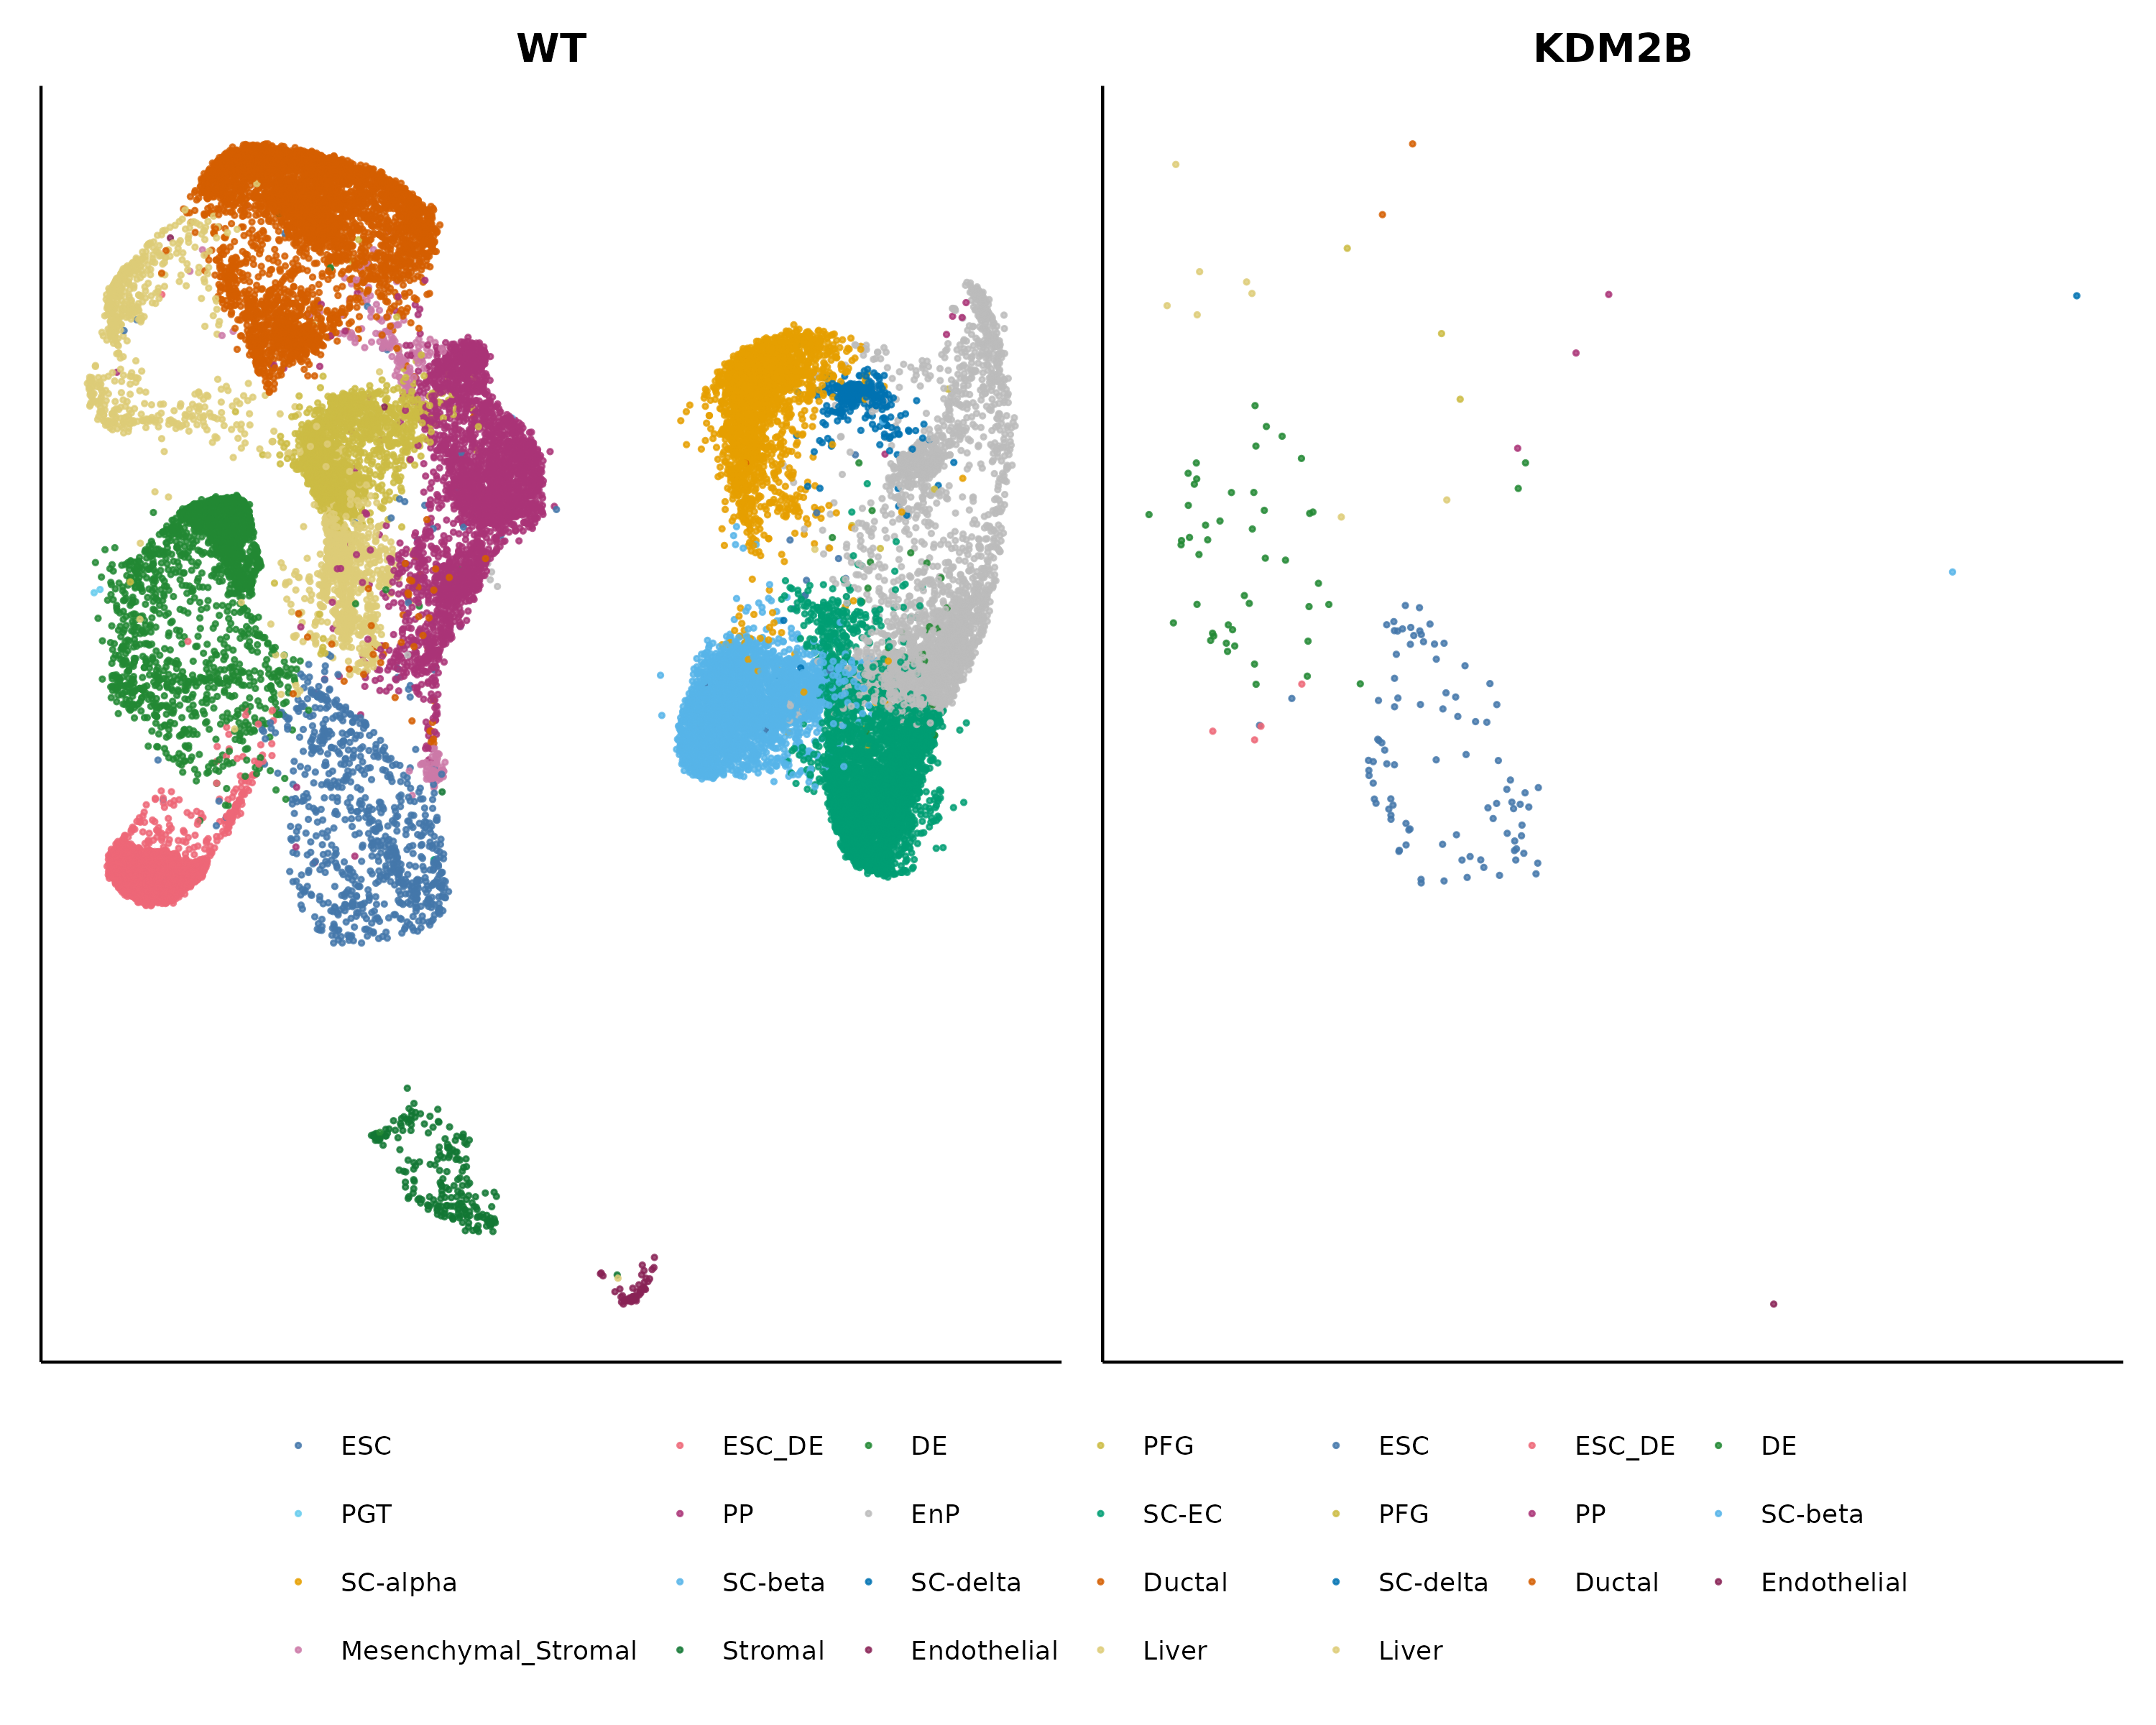 WT KDM2B
ESC ESC_DE DE PFG ESC ESC_DE DE
PGT PP EnP SC-EC PFG PP SC-beta
SC-alpha SC-beta SC-delta Ductal SC-delta Ductal Endothelial
Mesenchymal_Stromal Stromal Endothelial Liver Liver